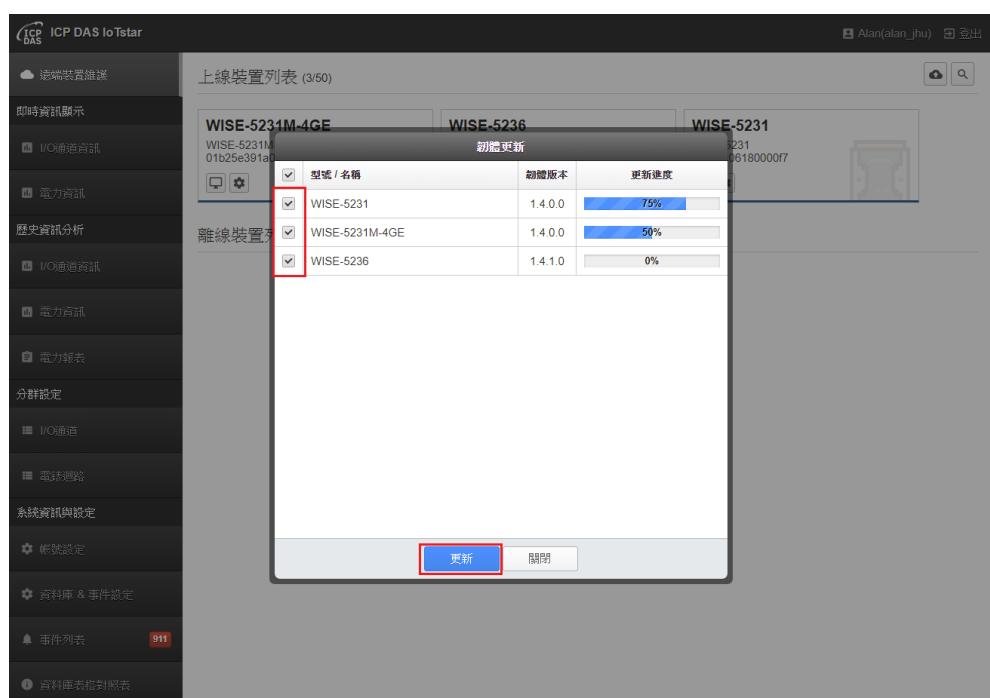 ICP DAS
ICP DAS IoTstar
Alan(alan_jhu)
登出
遠端裝置維護
即時資訊顯示
I/O通道資訊
電力資訊
歷史資訊分析
I/O通道資訊
電力資訊
電力報表
分群設定
I/O通道
電錶迴路
系統資訊與設定
帳號設定
資料庫 & 事件設定
事件列表
911
資料庫表格對照表
上線裝置列表 (3/50)
WISE-5231M-4GE
WISE-5231M
01b25e391a0
WISE-5236
WISE-5231
5231
06180000f7
離線裝置列
韌體更新
型號 / 名稱 韌體版本 更新進度
WISE-5231 1.4.0.0 75%
WISE-5231M-4GE 1.4.0.0 50%
WISE-5236 1.4.1.0 0%
更新
關閉